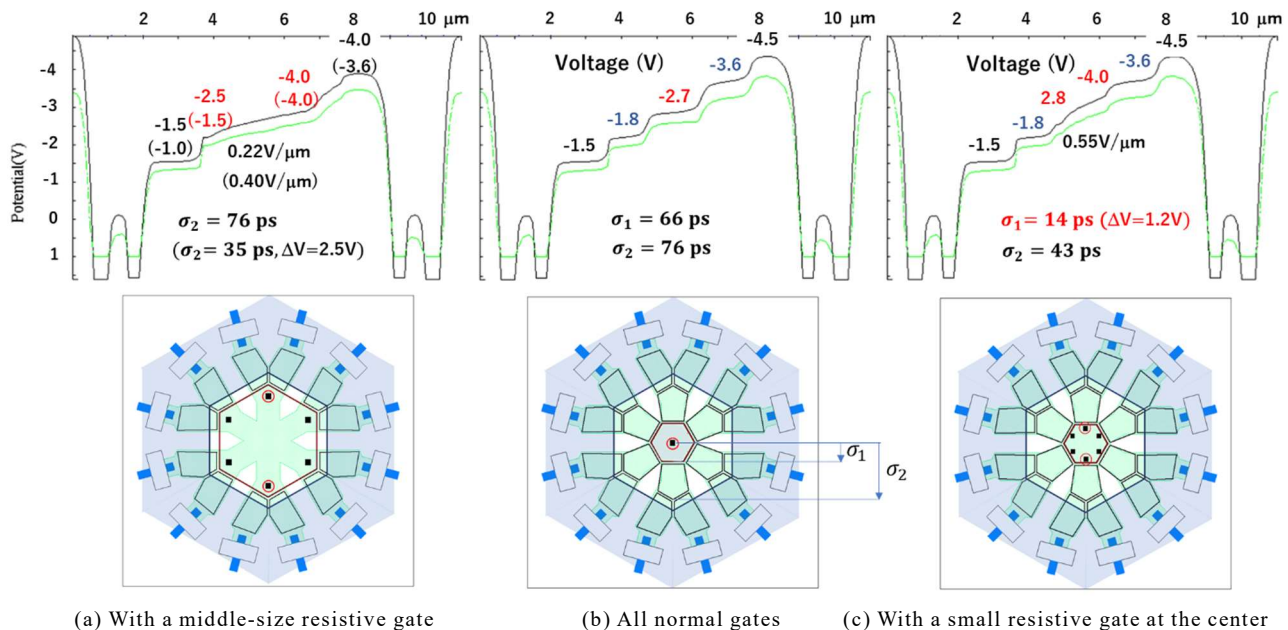 2 4 6 8 10 μm
2 4 6 8 10 μm
2 4 6 8 10 μm
Potential(V)
-4
-3
-2
-1
0
1
-4.0
(-3.6)
-4.0
(-4.0)
-2.5
(-1.5)
-1.5
(-1.0)
0.22V/μm
(0.40V/μm)
σ2 = 76 ps
(σ2= 35 ps, ΔV=2.5V)
Voltage (V)
-4.5
-3.6
-2.7
-1.8
-1.5
σ1 = 66 ps
σ2 = 76 ps
Voltage (V)
-4.5
-3.6
-4.0
2.8
-1.8
-1.5
0.55V/μm
σ1= 14 ps (ΔV=1.2V)
σ2 = 43 ps
σ1
σ2
(a) With a middle-size resistive gate
(b) All normal gates
(c) With a small resistive gate at the center